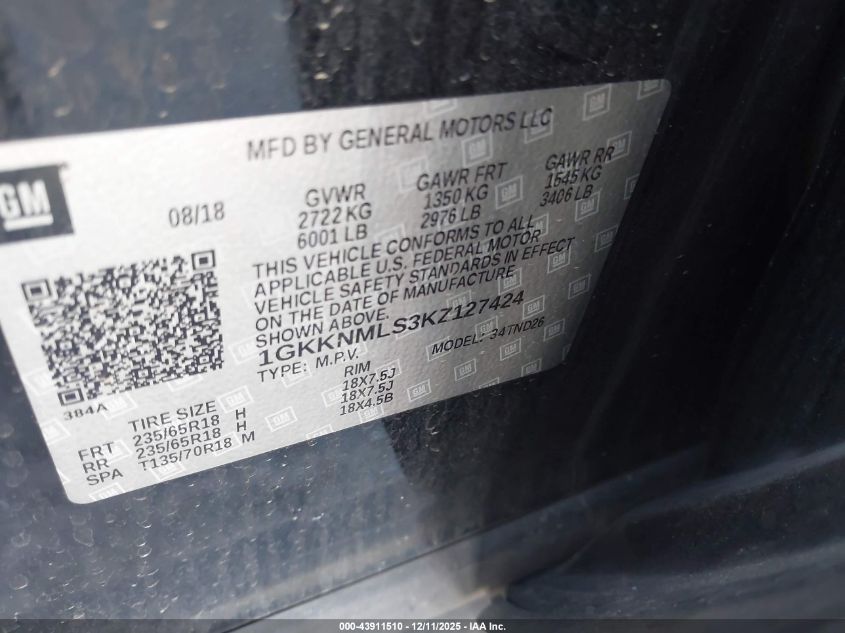 MFD BY GENERAL MOTORS LLC
GM
08/18
GVWR GAWR FRT GAWR RR
2722 KG 1350 KG 1545 KG
6001 LB 2976 LB 3406 LB
THIS VEHICLE CONFORMS TO ALL
APPLICABLE U.S. FEDERAL MOTOR
VEHICLE SAFETY STANDARDS IN EFFECT
ON THE DATE OF MANUFACTURE
SHOWN ABOVE.
1GKKNMLS3KZ127424
TYPE: M.P.V. MODEL: 34TND26
384A
TIRE SIZE RIM
FRT 235/65R18 H 18X7.5J
RR 235/65R18 H 18X7.5J
SPA T135/70R18 M 18X4.5B
000-43911510 - 12/11/2025 - IAA Inc.